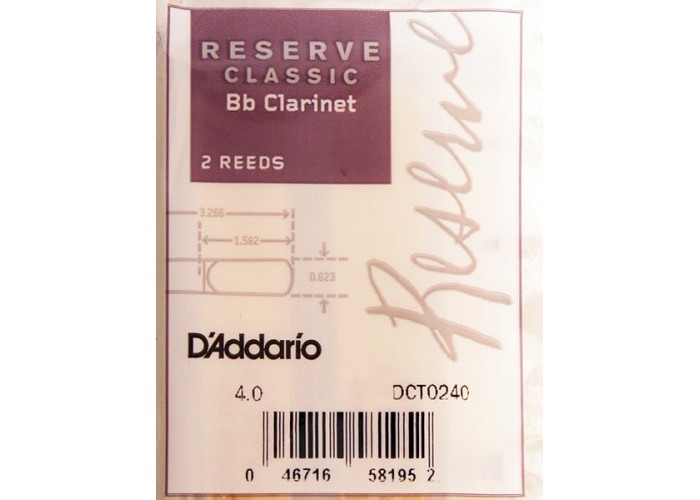 RESERVE
CLASSIC
Bb Clarinet
2 REEDS
Reserve
3.266
1.592
0.623
D'Addario
4.0 DCT0240
0 46716 58195 2